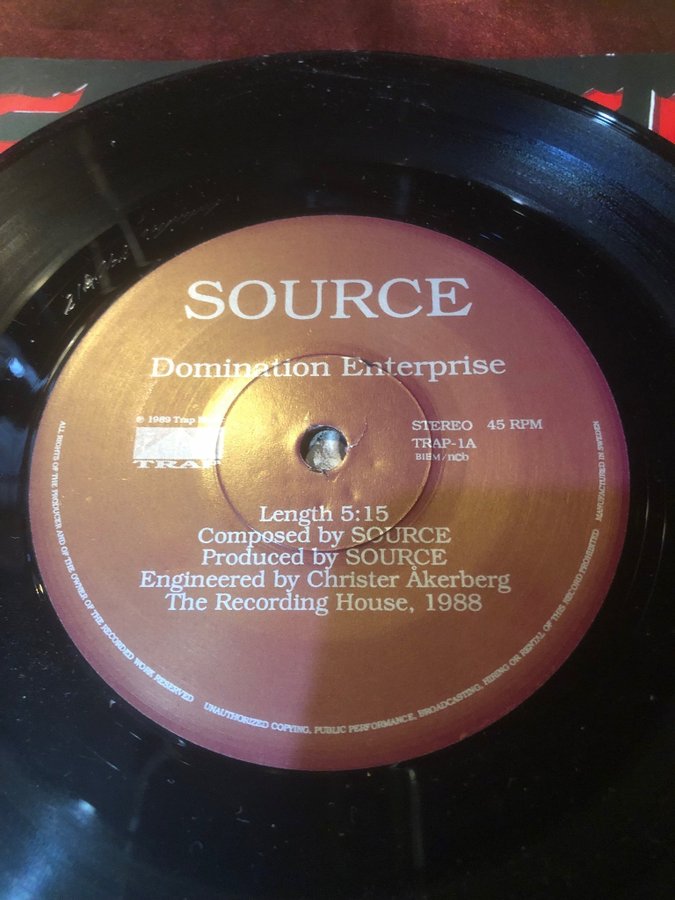 SOURCE
Domination Enterprise
℗ 1989 Trap
TRAP
STEREO 45 RPM
TRAP-1A
BIEM/ncb
Length 5:15
Composed by SOURCE
Produced by SOURCE
Engineered by Christer Åkerberg
The Recording House, 1988
ALL RIGHTS OF THE PRODUCER AND OF THE OWNER OF THE RECORDED WORK RESERVED
UNAUTHORIZED COPYING, PUBLIC PERFORMANCE, BROADCASTING, HIRING OR RENTAL OF THIS RECORD PROHIBITED
MANUFACTURED IN SWEDEN